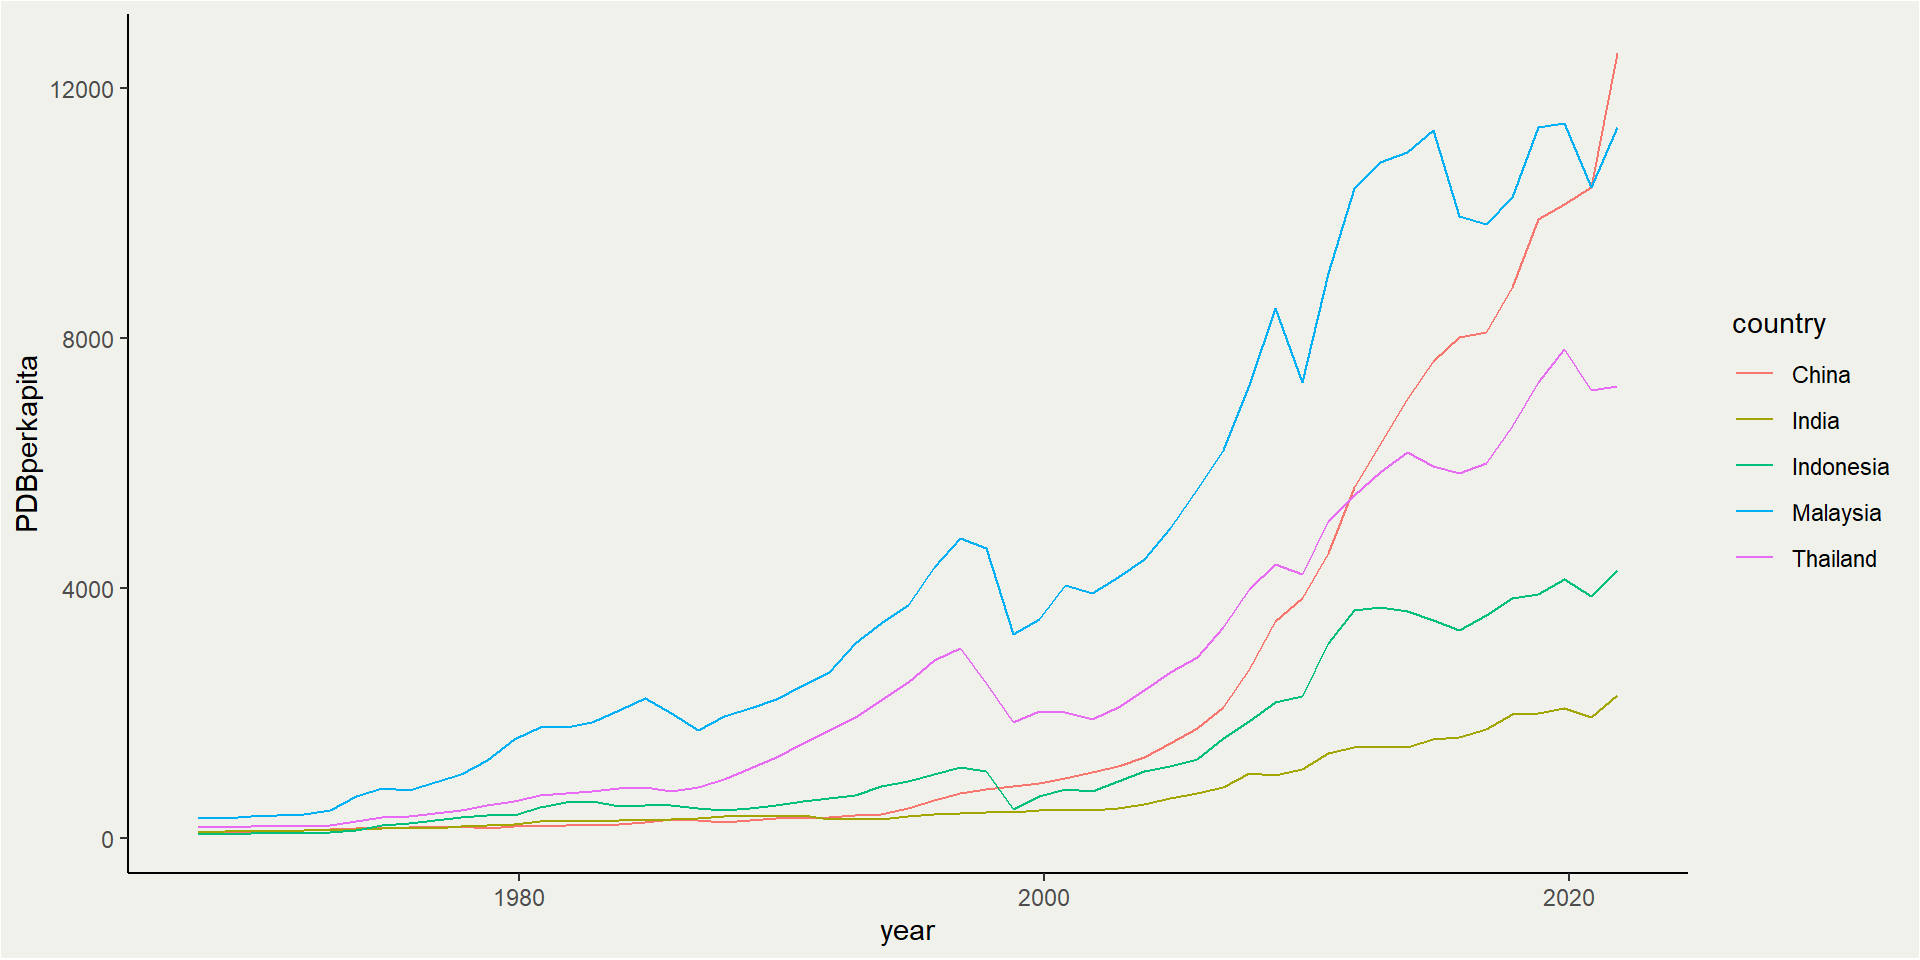 12000
8000
4000
0
PDBperkapita
1980
2000
2020
year
country
China
India
Indonesia
Malaysia
Thailand